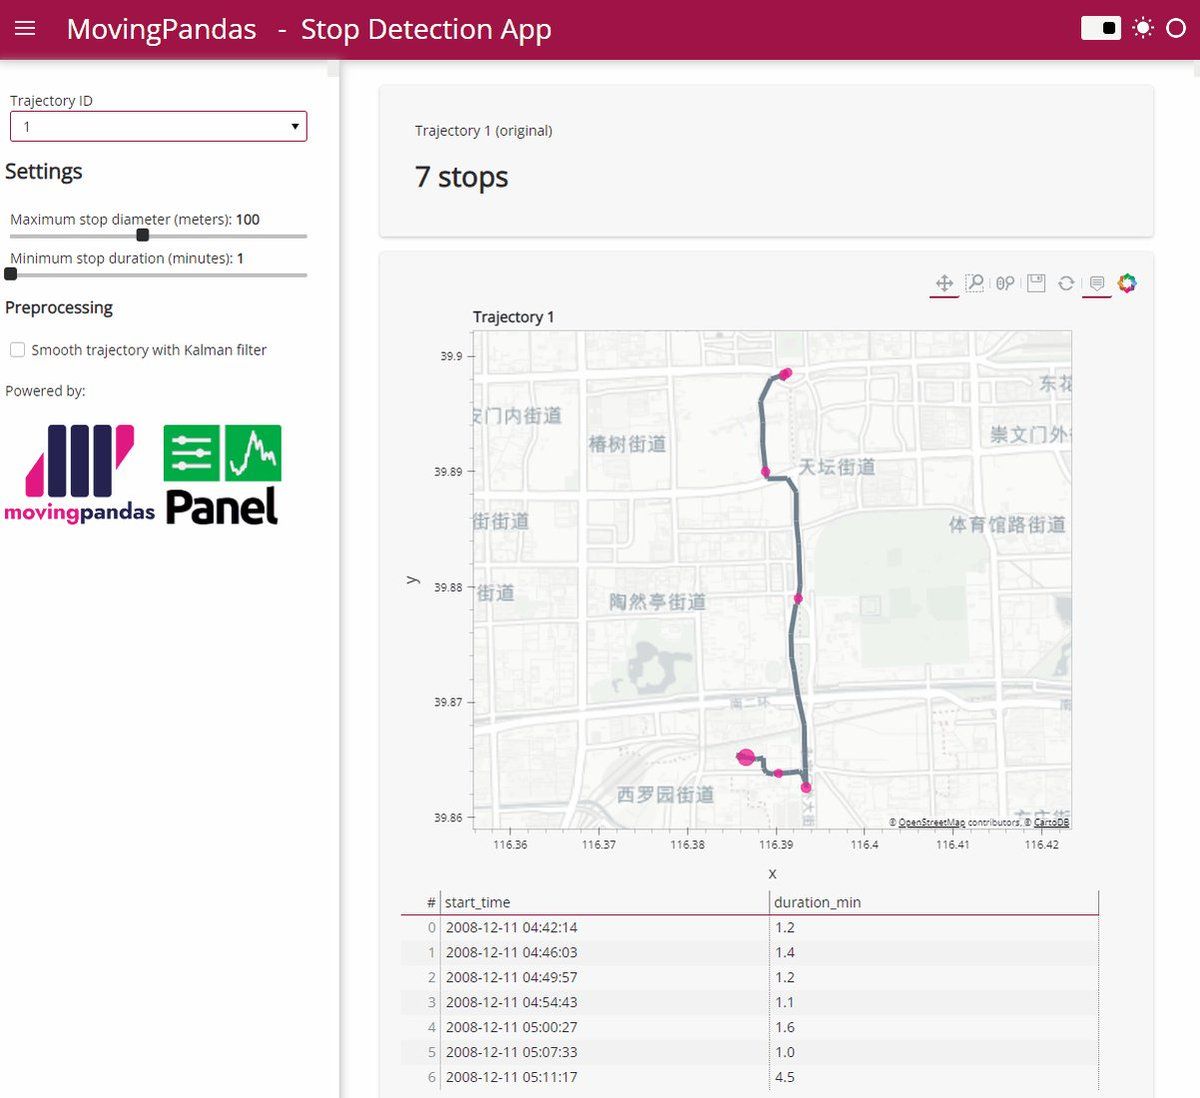 MovingPandas - Stop Detection App
Trajectory ID
1
Settings
Maximum stop diameter (meters): 100
Minimum stop duration (minutes): 1
Preprocessing
Smooth trajectory with Kalman filter
Powered by:
movingpandas
Panel
Trajectory 1 (original)
7 stops
Trajectory 1
39.9
39.89
39.88
39.87
39.86
y
安门内街道
椿树街道
东花
崇文门外
天坛街道
街街道
体育馆路街道
街道
陶然亭街道
南二环
西罗园街道
© OpenStreetMap contributors, © CartoDB
116.36
116.37
116.38
116.39
116.4
116.41
116.42
x
# start_time duration_min
0 2008-12-11 04:42:14 1.2
1 2008-12-11 04:46:03 1.4
2 2008-12-11 04:49:57 1.2
3 2008-12-11 04:54:43 1.1
4 2008-12-11 05:00:27 1.6
5 2008-12-11 05:07:33 1.0
6 2008-12-11 05:11:17 4.5